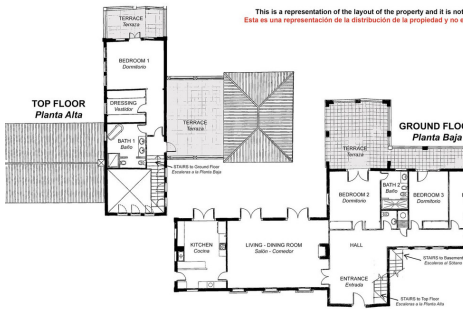 This is a representation of the layout of the property and it is not
Esta es una representación de la distribución de la propiedad y no e
TERRACE
Terraza
BEDROOM 1
Dormitorio
TOP FLOOR
Planta Alta
DRESSING
Vestidor
TERRACE
Terraza
BATH 1
Baño
STAIRS to Ground Floor
Escaleras a la Planta Baja
GROUND FLOO
Planta Baja
TERRACE
Terraza
BEDROOM 2
Dormitorio
BATH 2
Baño
BEDROOM 3
Dormitorio
KITCHEN
Cocina
LIVING - DINING ROOM
Salón - Comedor
HALL
ENTRANCE
Entrada
STAIRS to Basement
Escaleras al Sótano
STAIRS to Top Floor
Escaleras a la Planta Alta